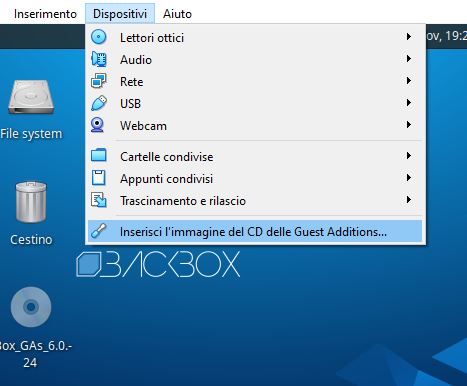 Inserimento Dispositivi Aiuto
ov, 19:2
Lettori ottici
Audio
Rete
USB
Webcam
Cartelle condivise
Appunti condivisi
Trascinamento e rilascio
Inserisci l'immagine del CD delle Guest Additions...
File system
Cestino
BACKBOX
Box_GAs_6.0.-
24